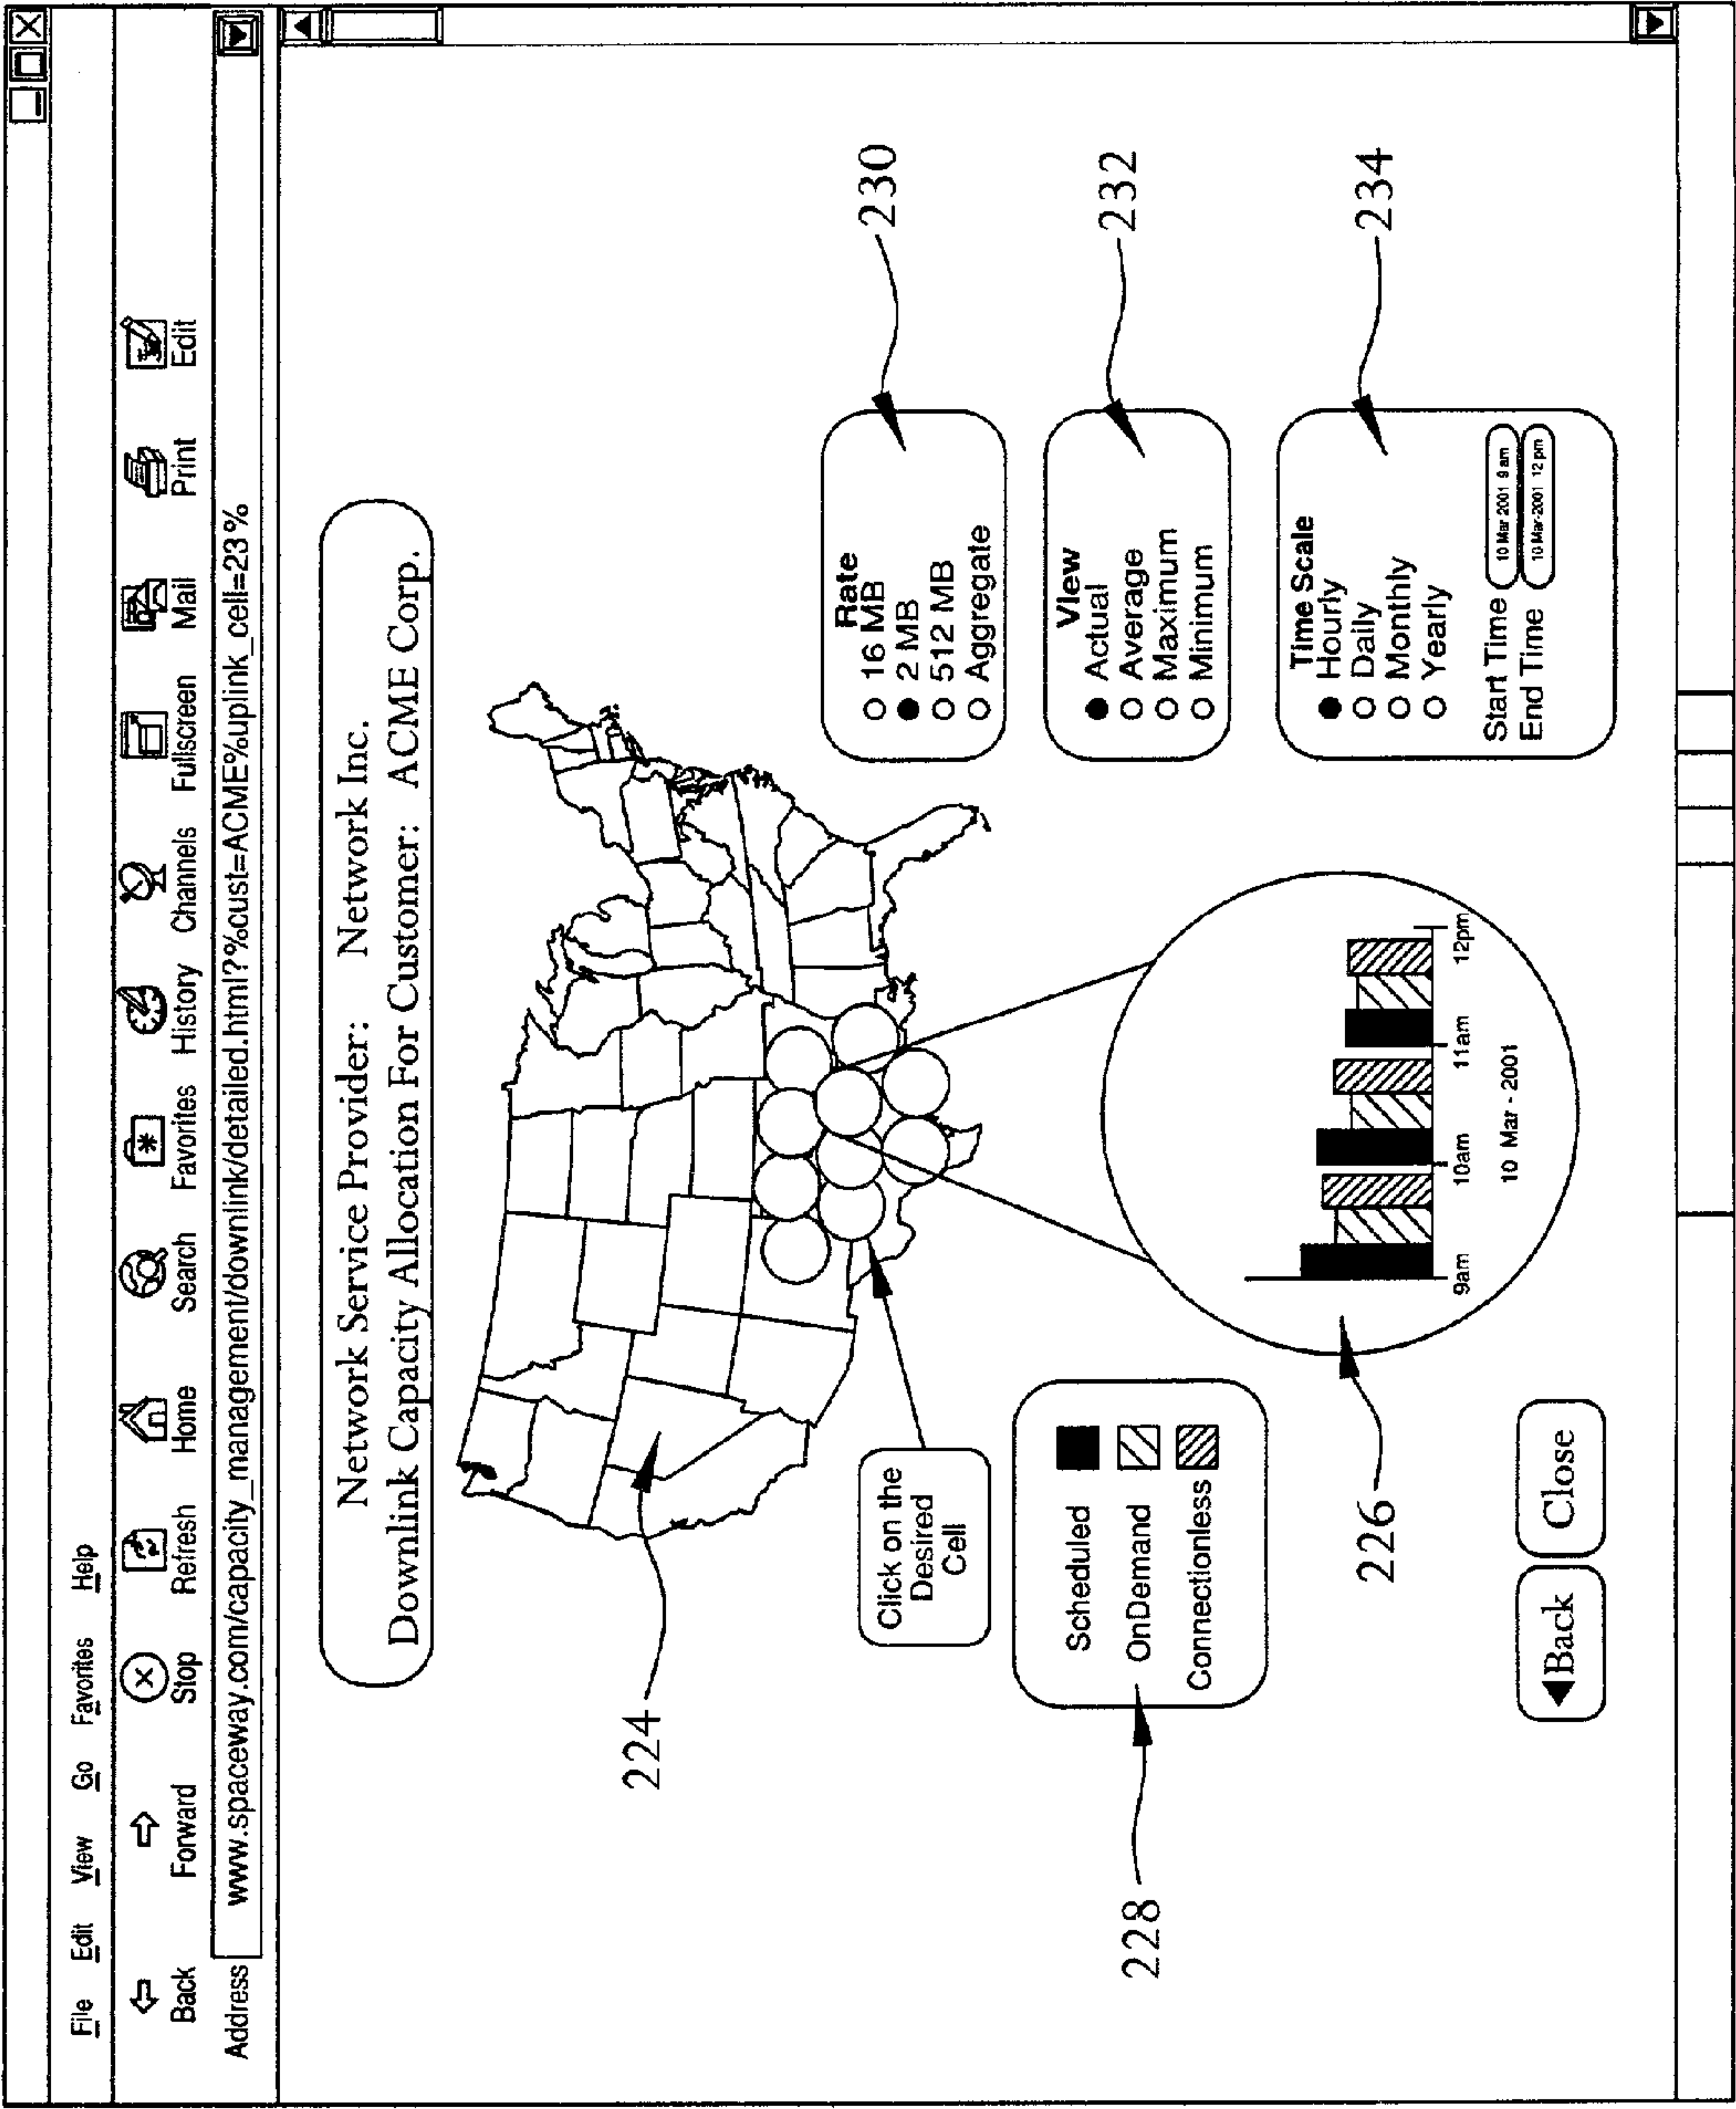 File Edit View Go Favorites Help
Back Forward Stop Refresh Home Search Favorites History Channels Fullscreen Mail Print Edit
Address www.spaceway.com/capacity_management/downlink/detailed.html?%cust=ACME%uplink_cell=23%
Network Service Provider: Network Inc.
Downlink Capacity Allocation For Customer: ACME Corp.
224
Click on the
Desired
Cell
228
Scheduled
OnDemand
Connectionless
226
9am 10am 11am 12pm
10 Mar - 2001
Rate
16 MB
2 MB
512 MB
Aggregate
230
View
Actual
Average
Maximum
Minimum
232
Time Scale
Hourly
Daily
Monthly
Yearly
Start Time 10 Mar 2001 9 am
End Time 10 Mar-2001 12 pm
234
Back Close